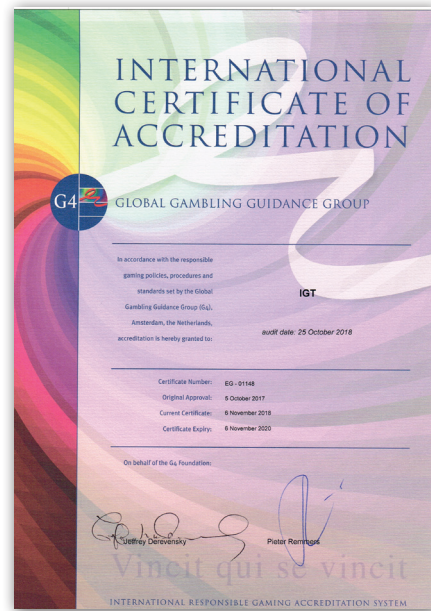 INTERNATIONAL
CERTIFICATE OF
ACCREDITATION
G4
GLOBAL GAMBLING GUIDANCE GROUP
In accordance with the responsible
gaming policies, procedures and
standards set by the Global
Gambling Guidance Group (G4),
Amsterdam, the Netherlands,
accreditation is hereby granted to:
IGT
audit date: 25 October 2018
Certificate Number: EG - 01148
Original Approval: 5 October 2017
Current Certificate: 6 November 2018
Certificate Expiry: 6 November 2020
On behalf of the G4 Foundation:
Jeffrey Derevensky
Pieter Remmers
Vincit qui se vincit
INTERNATIONAL RESPONSIBLE GAMING ACCREDITATION SYSTEM